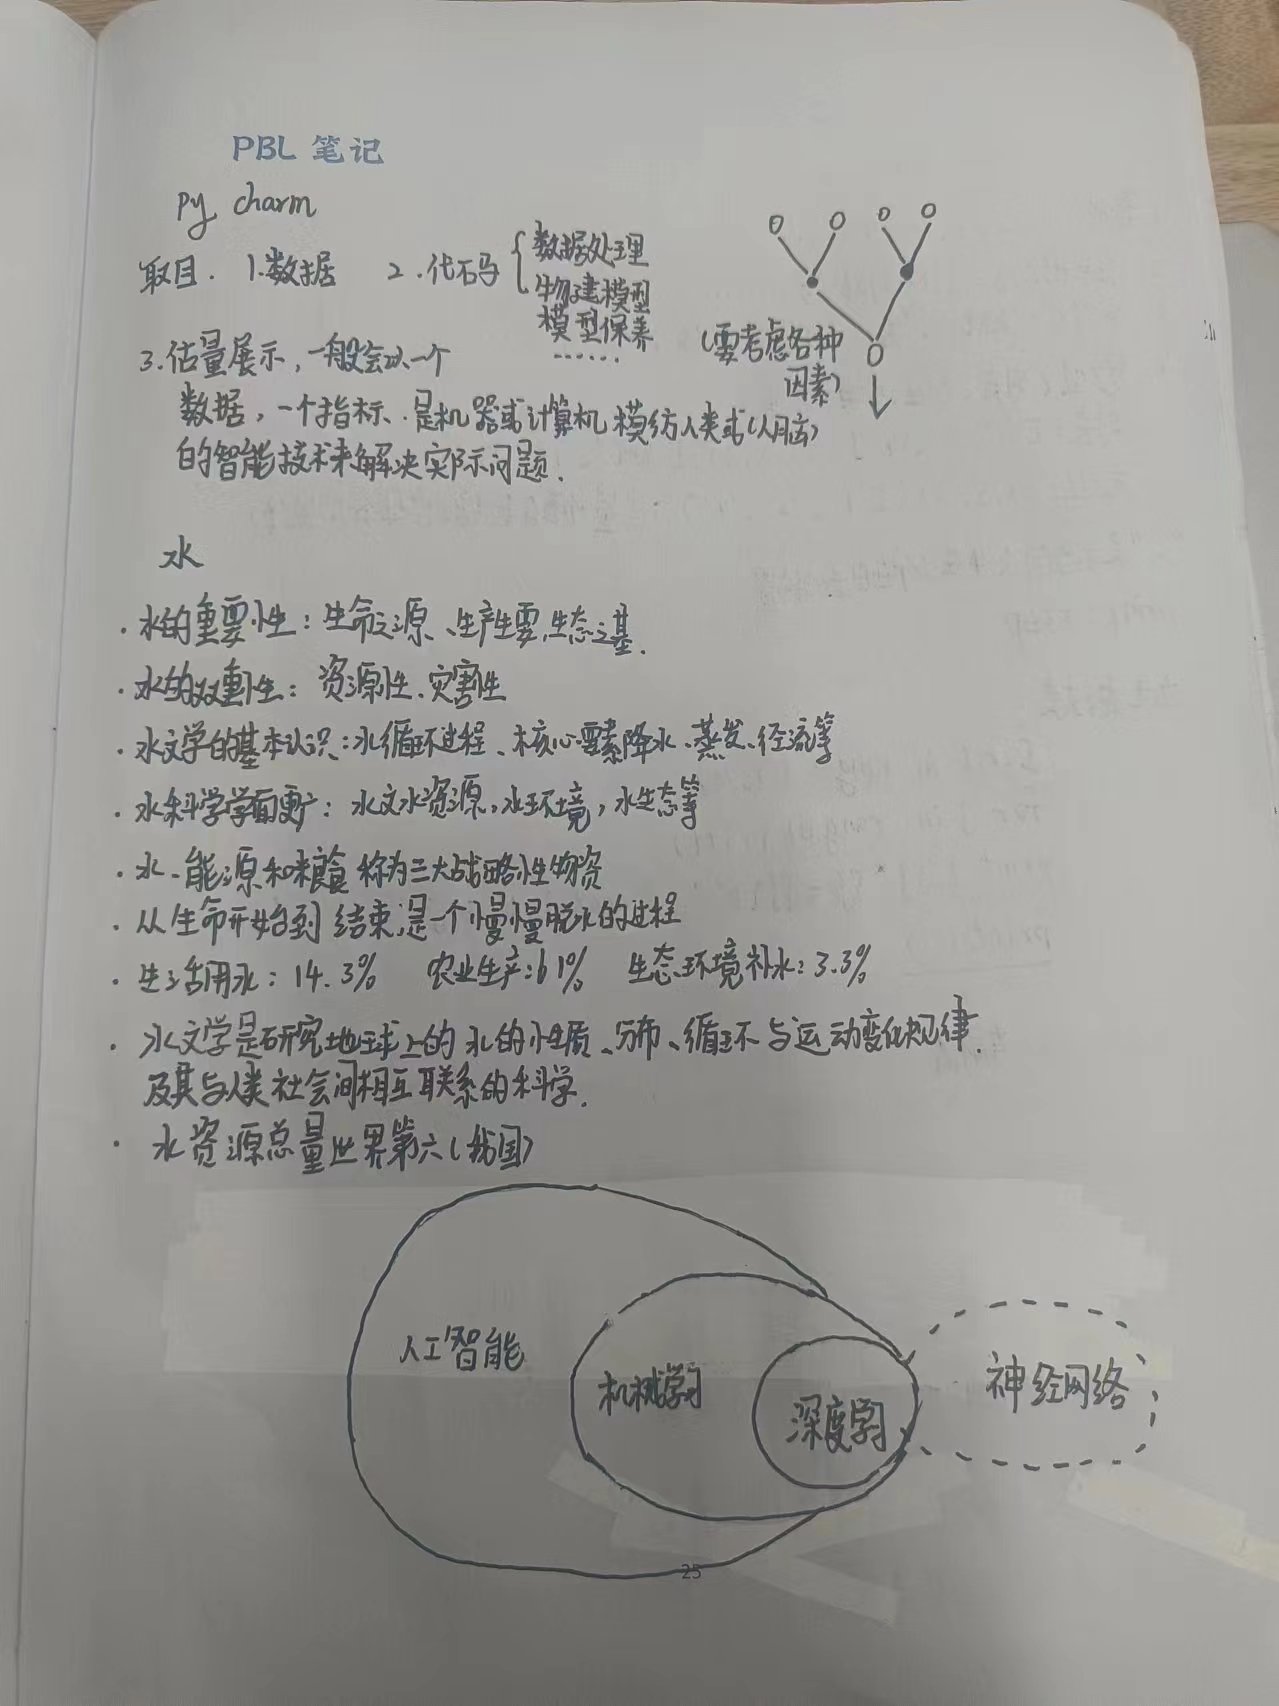 PBL 笔记
py charm
取目. 1.数据 2.代码 { 数据处理
构建模型
模型保养
......
(要考虑各种
因素)
3.估量展示,一般会以一个
数据,一个指标.是机器或计算机模仿人类或(人脑)
的智能技术来解决实际问题.
水
·水的重要性:生命之源、生产生要,生态之基.
·水的双重性:资源性、灾害性
·水文学的基本认识:水循环过程、核心要素降水、蒸发、径流等
·水科学学面更广:水文水资源,水环境,水生态等
·水、能源和粮食称为三大战略性物资
·从生命开始到结束,是一个慢慢脱水的过程
·生活用水:14.3% 农业生产:61% 生态环境补水:3.3%
·水文学是研究地球上的水的性质、分布、循环与运动变化规律.
及其与人类社会间相互联系的科学.
·水资源总量世界第六(我国)
人工智能
机械学习
深度学习
神经网络
25